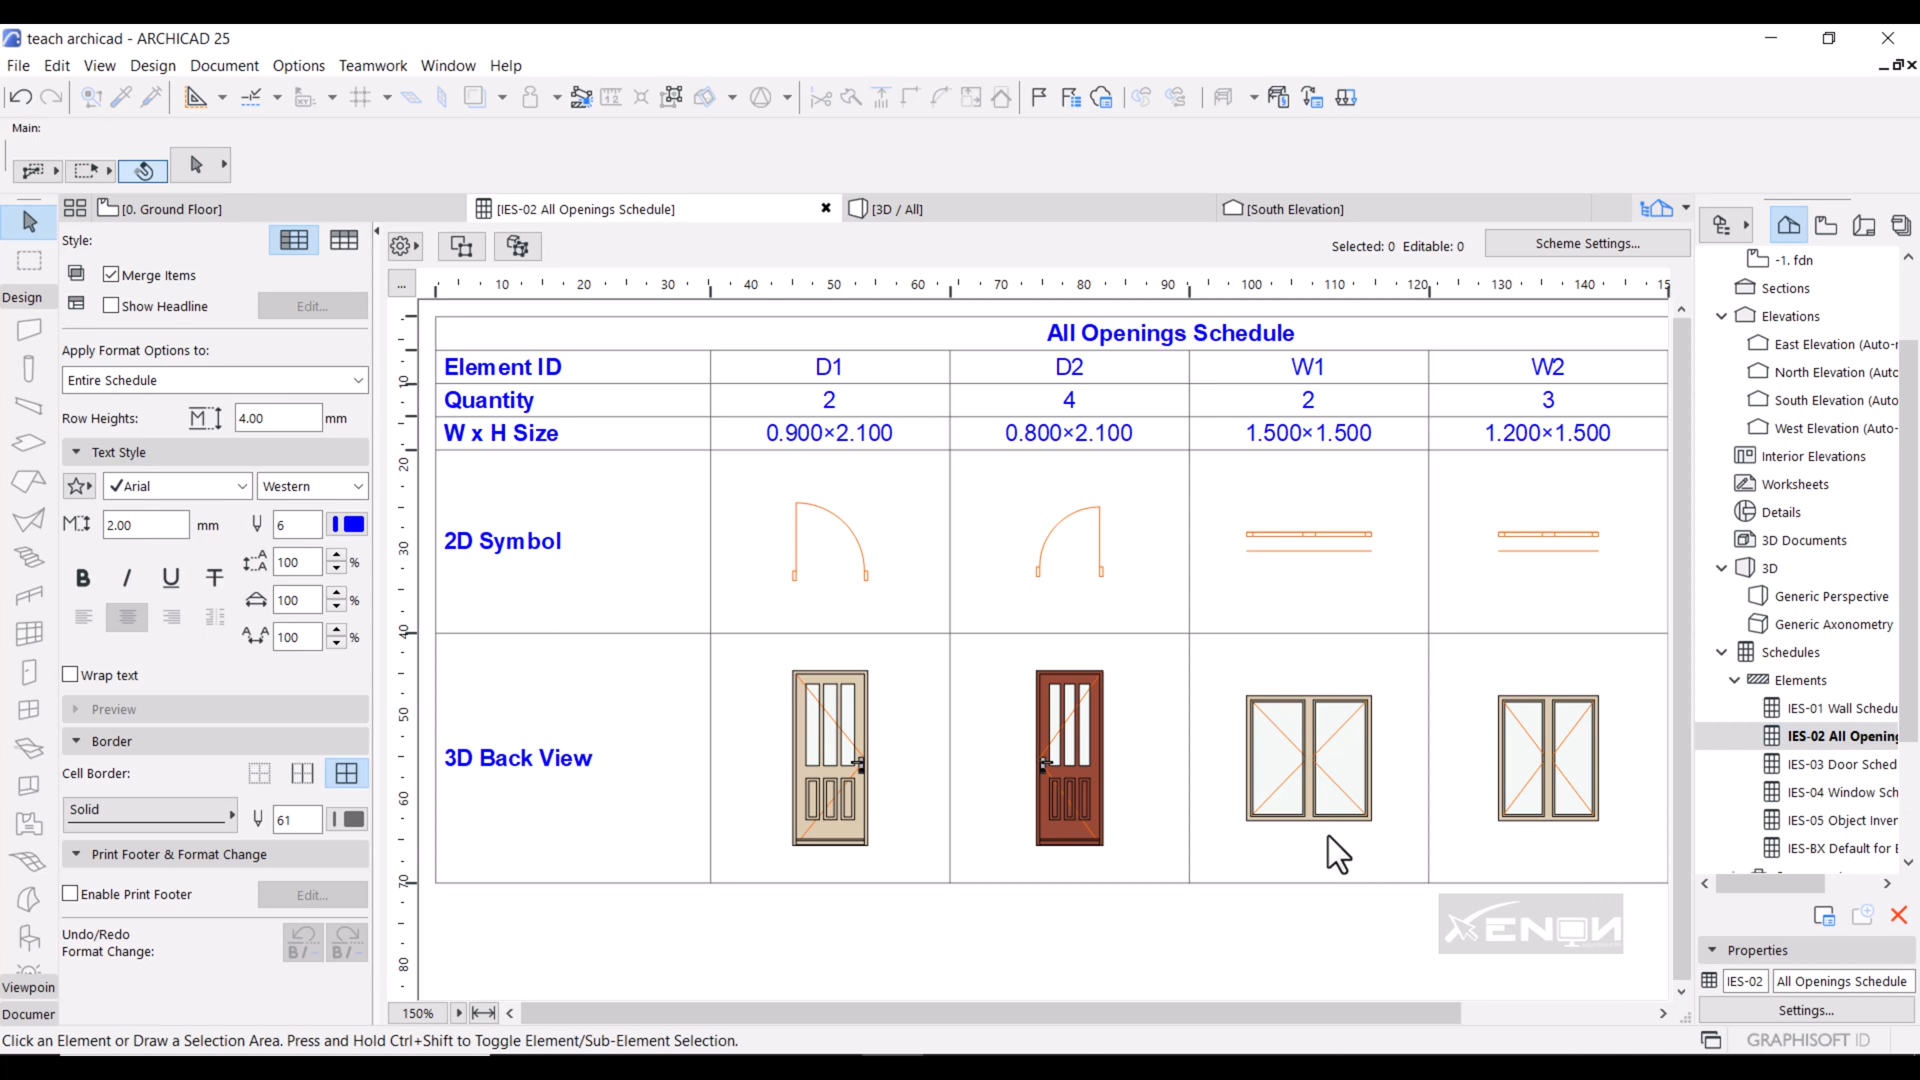 teach archicad - ARCHICAD 25
File Edit View Design Document Options Teamwork Window Help
Main:
[0. Ground Floor]
[IES-02 All Openings Schedule]
[3D / All]
[South Elevation]
Style:
Merge Items
Show Headline
Edit...
Apply Format Options to:
Entire Schedule
Row Heights:
4.00
mm
Text Style
Arial
Western
2.00
mm
6
100
%
100
%
100
%
Wrap text
Preview
Border
Cell Border:
Solid
61
Print Footer & Format Change
Enable Print Footer
Edit...
Undo/Redo
Format Change:
Design
Viewpoin
Documer
Selected: 0 Editable: 0
Scheme Settings...
10 20 30 40 50 60 70 80 90 100 110 120 130 140 15
10
20
30
40
50
60
70
80
All Openings Schedule
Element ID D1 D2 W1 W2
Quantity 2 4 2 3
W x H Size 0.900×2.100 0.800×2.100 1.500×1.500 1.200×1.500
2D Symbol
3D Back View
XENON
150%
-1. fdn
Sections
Elevations
East Elevation (Auto-r
North Elevation (Autc
South Elevation (Auto
West Elevation (Auto-
Interior Elevations
Worksheets
Details
3D Documents
3D
Generic Perspective
Generic Axonometry
Schedules
Elements
IES-01 Wall Schedu
IES-02 All Opening
IES-03 Door Sched
IES-04 Window Sch
IES-05 Object Inver
IES-BX Default for E
Properties
IES-02
All Openings Schedule
Settings...
Click an Element or Draw a Selection Area. Press and Hold Ctrl+Shift to Toggle Element/Sub-Element Selection.
GRAPHISOFT ID